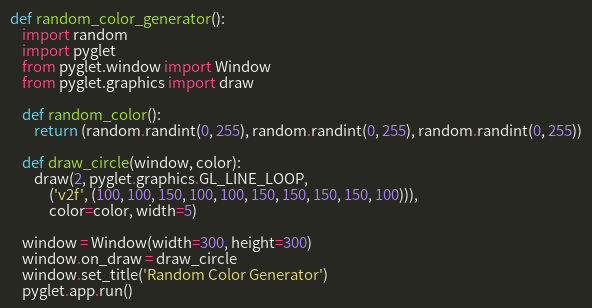 def random_color_generator():
    import random
    import pyglet
    from pyglet.window import Window
    from pyglet.graphics import draw

    def random_color():
        return (random.randint(0, 255), random.randint(0, 255), random.randint(0, 255))

    def draw_circle(window, color):
        draw(2, pyglet.graphics.GL_LINE_LOOP,
            ('v2f', (100, 100, 150, 100, 100, 150, 150, 150, 150, 100))),
            color=color, width=5)

    window = Window(width=300, height=300)
    window.on_draw = draw_circle
    window.set_title('Random Color Generator')
    pyglet.app.run()